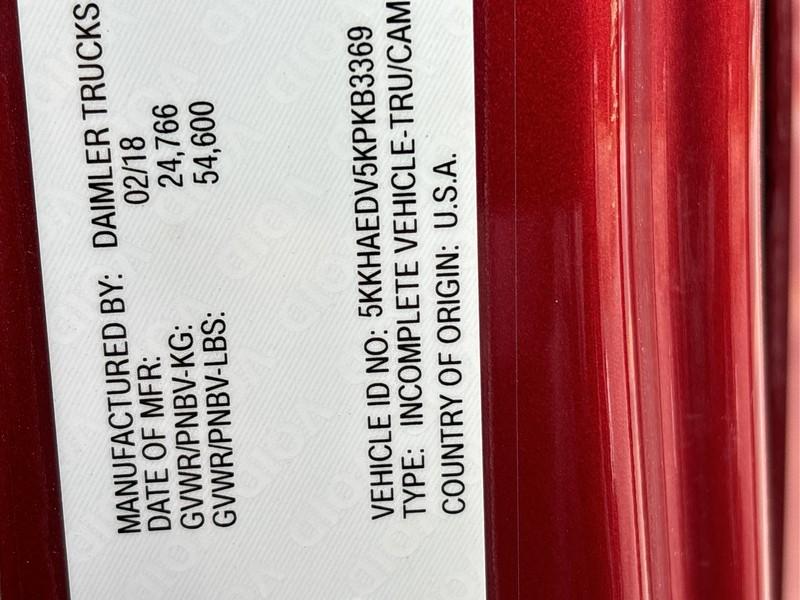 MANUFACTURED BY: DAIMLER TRUCKS
DATE OF MFR: 02/18
GVWR/PNBV-KG: 24,766
GVWR/PNBV-LBS: 54,600
VEHICLE ID NO: 5KKHAEDV5KPKB3369
TYPE: INCOMPLETE VEHICLE-TRU/CAM
COUNTRY OF ORIGIN: U.S.A.